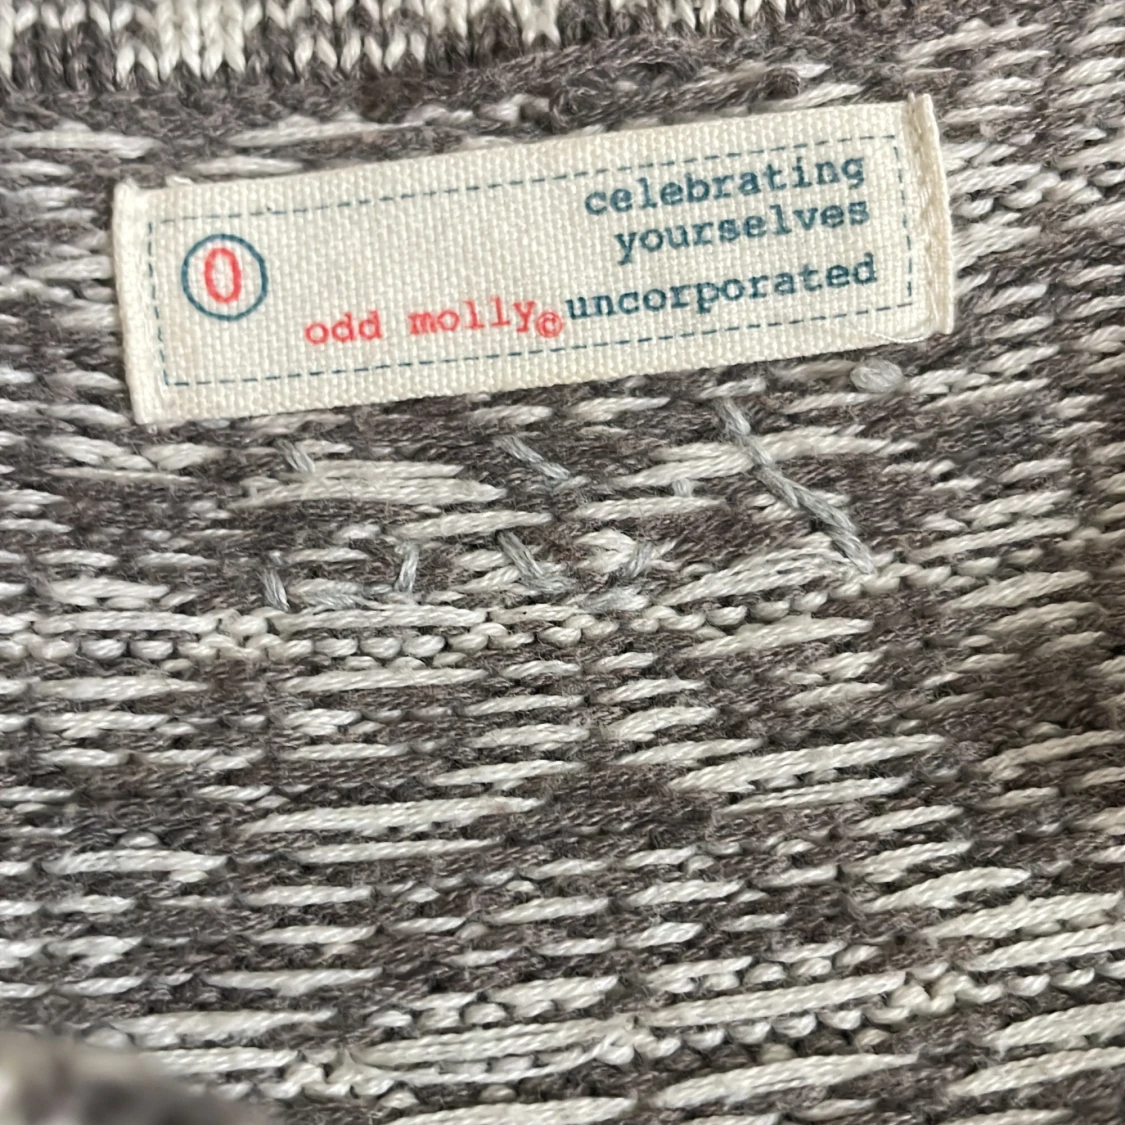 celebrating
yourselves
0
odd molly© uncorporated